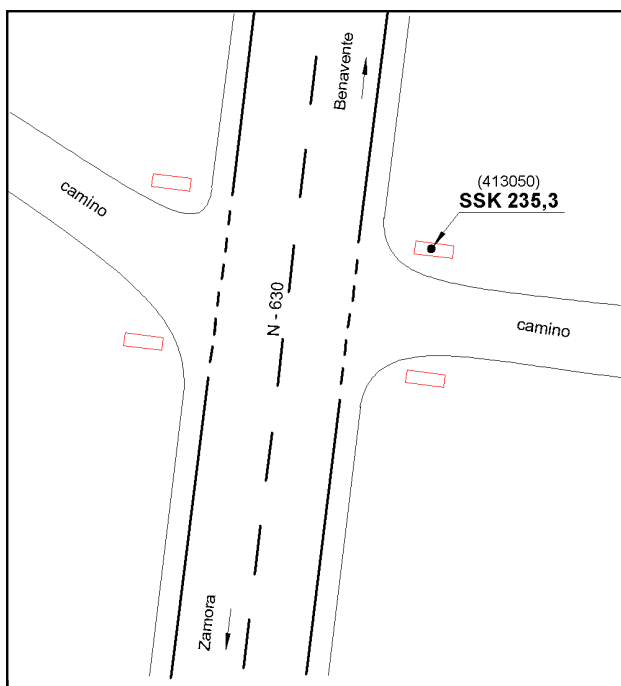 Benavente
camino
(413050)
SSK 235,3
N - 630
camino
Zamora